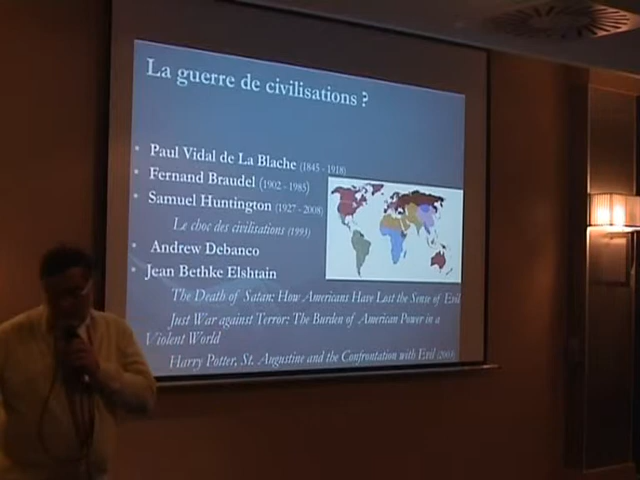 La guerre de civilisations ?
• Paul Vidal de La Blache (1845 - 1918)
• Fernand Braudel (1902 - 1985)
• Samuel Huntington (1927 - 2008)
Le choc des civilisations (1993)
• Andrew Debanco
• Jean Bethke Elshtain
The Death of Satan: How Americans Have Lost the Sense of Evil
Just War against Terror: The Burden of American Power in a
Violent World
Harry Potter, St. Augustine and the Confrontation with Evil